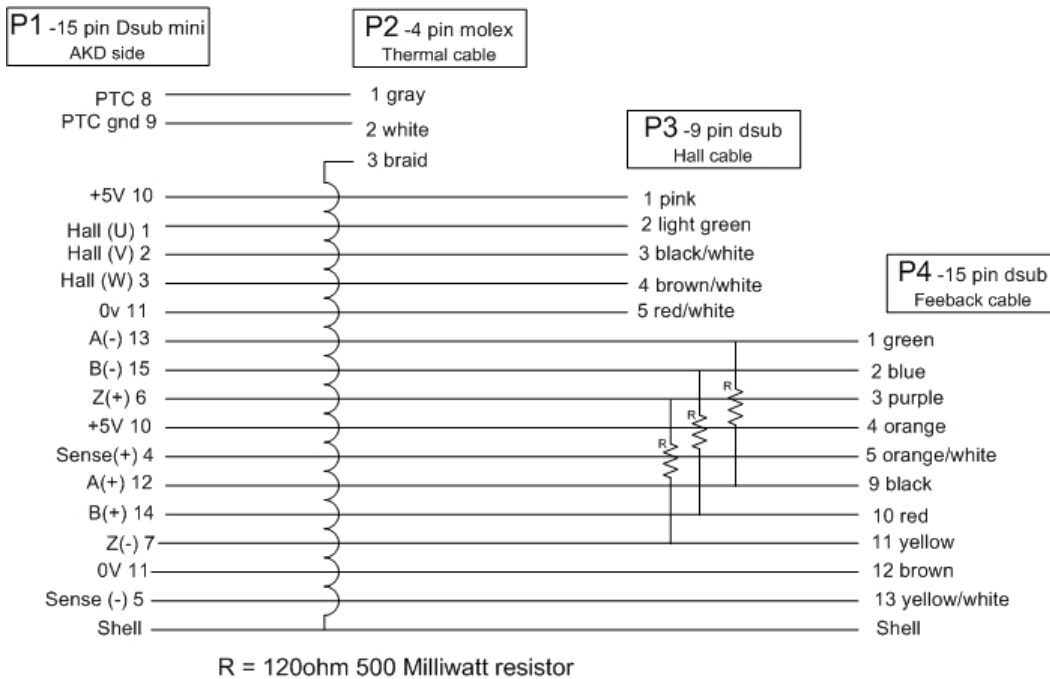 P1 -15 pin Dsub mini
AKD side
P2 -4 pin molex
Thermal cable
PTC 8
1 gray
PTC gnd 9
2 white
3 braid
P3 -9 pin dsub
Hall cable
+5V 10
1 pink
Hall (U) 1
2 light green
Hall (V) 2
3 black/white
Hall (W) 3
4 brown/white
0v 11
5 red/white
P4 -15 pin dsub
Feeback cable
A(-) 13
1 green
B(-) 15
2 blue
Z(+) 6
R
3 purple
+5V 10
R
4 orange
Sense(+) 4
R
5 orange/white
A(+) 12
9 black
B(+) 14
10 red
Z(-) 7
11 yellow
0V 11
12 brown
Sense (-) 5
13 yellow/white
Shell
Shell
R = 120ohm 500 Milliwatt resistor